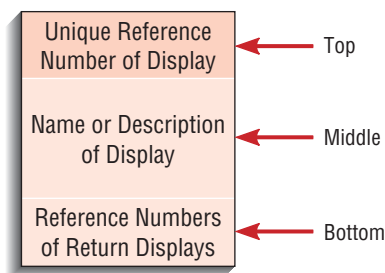 Unique Reference
Number of Display
Top
Name or Description
of Display
Middle
Reference Numbers
of Return Displays
Bottom